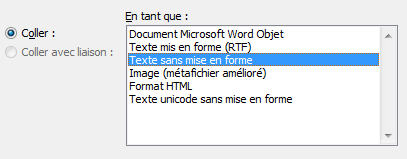 En tant que :
Coller :
Coller avec liaison :
Document Microsoft Word Objet
Texte mis en forme (RTF)
Texte sans mise en forme
Image (métafichier amélioré)
Format HTML
Texte unicode sans mise en forme